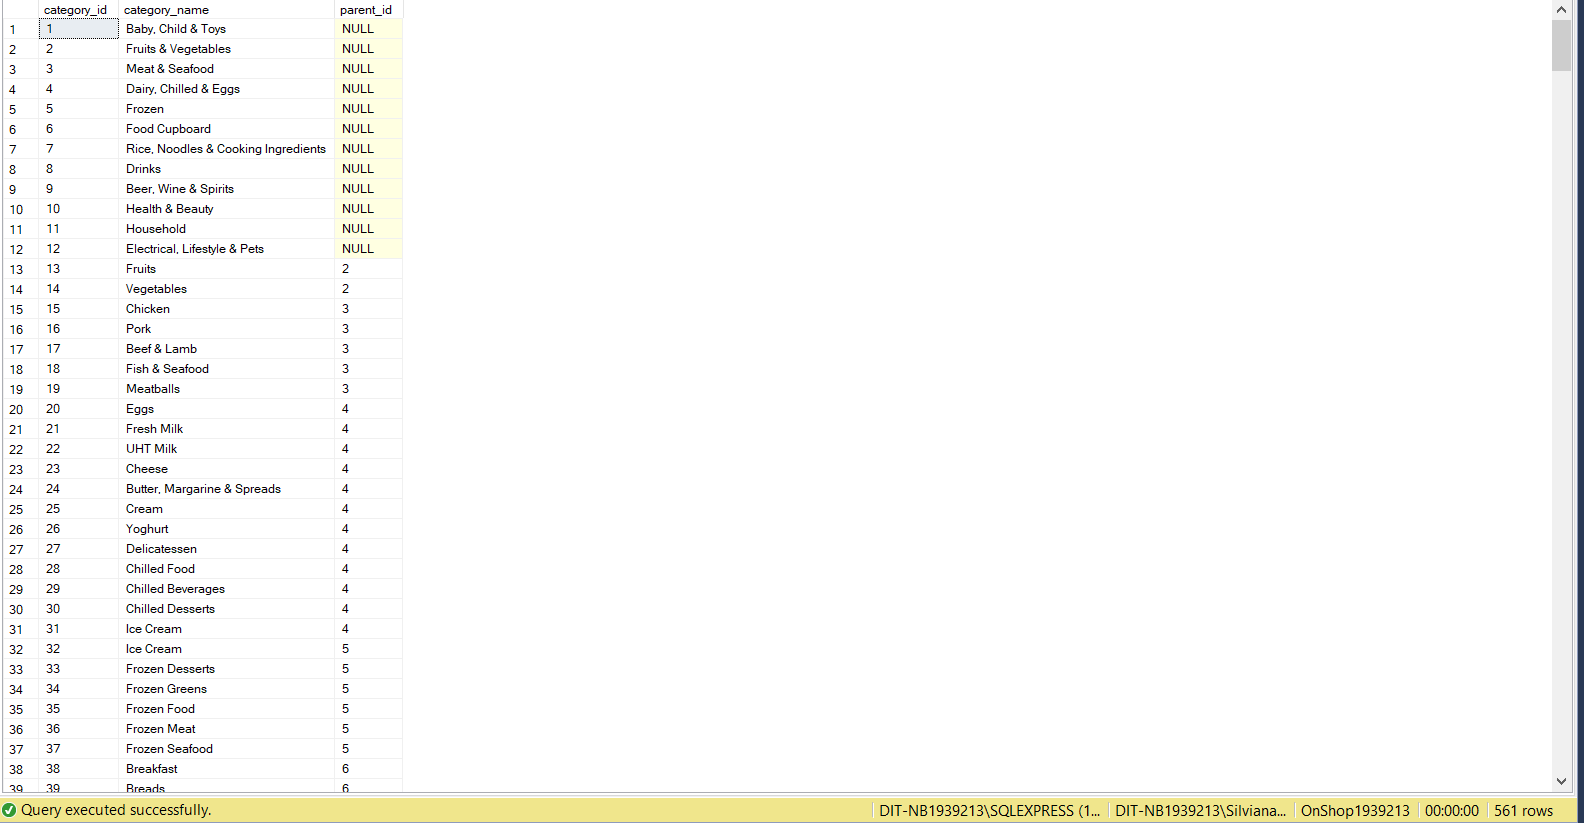 category_id category_name parent_id
1 1 Baby, Child & Toys NULL
2 2 Fruits & Vegetables NULL
3 3 Meat & Seafood NULL
4 4 Dairy, Chilled & Eggs NULL
5 5 Frozen NULL
6 6 Food Cupboard NULL
7 7 Rice, Noodles & Cooking Ingredients NULL
8 8 Drinks NULL
9 9 Beer, Wine & Spirits NULL
10 10 Health & Beauty NULL
11 11 Household NULL
12 12 Electrical, Lifestyle & Pets NULL
13 13 Fruits 2
14 14 Vegetables 2
15 15 Chicken 3
16 16 Pork 3
17 17 Beef & Lamb 3
18 18 Fish & Seafood 3
19 19 Meatballs 3
20 20 Eggs 4
21 21 Fresh Milk 4
22 22 UHT Milk 4
23 23 Cheese 4
24 24 Butter, Margarine & Spreads 4
25 25 Cream 4
26 26 Yoghurt 4
27 27 Delicatessen 4
28 28 Chilled Food 4
29 29 Chilled Beverages 4
30 30 Chilled Desserts 4
31 31 Ice Cream 4
32 32 Ice Cream 5
33 33 Frozen Desserts 5
34 34 Frozen Greens 5
35 35 Frozen Food 5
36 36 Frozen Meat 5
37 37 Frozen Seafood 5
38 38 Breakfast 6
39 39 Breads 6
Query executed successfully. DIT-NB1939213\SQLEXPRESS (1... DIT-NB1939213\Silviana... OnShop1939213 00:00:00 561 rows